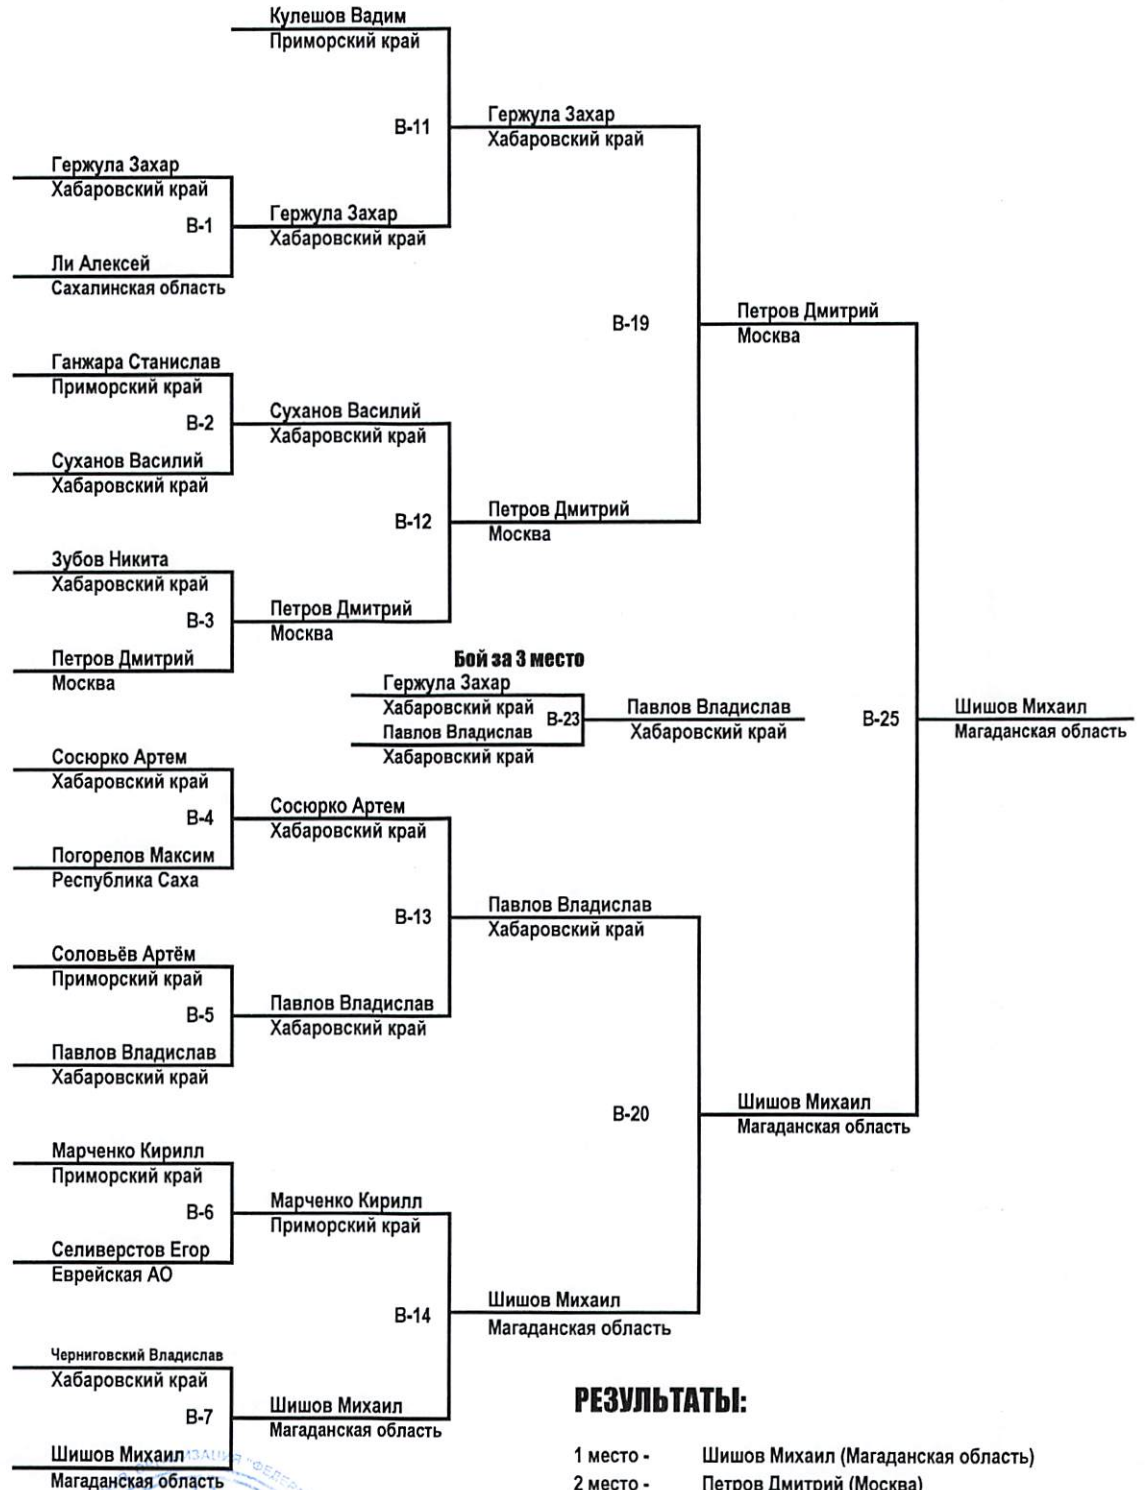 Кулешов Вадим
Приморский край
В-11
Гержула Захар
Хабаровский край
Гержула Захар
Хабаровский край
В-1
Гержула Захар
Хабаровский край
Ли Алексей
Сахалинская область
В-19
Петров Дмитрий
Москва
Ганжара Станислав
Приморский край
В-2
Суханов Василий
Хабаровский край
Суханов Василий
Хабаровский край
В-12
Петров Дмитрий
Москва
Зубов Никита
Хабаровский край
В-3
Петров Дмитрий
Москва
Петров Дмитрий
Москва
Бой за 3 место
Гержула Захар
Хабаровский край
В-23
Павлов Владислав
Хабаровский край
Павлов Владислав
Хабаровский край
В-25
Шишов Михаил
Магаданская область
Сосюрко Артем
Хабаровский край
В-4
Сосюрко Артем
Хабаровский край
Погорелов Максим
Республика Саха
В-13
Павлов Владислав
Хабаровский край
Соловьёв Артём
Приморский край
В-5
Павлов Владислав
Хабаровский край
Павлов Владислав
Хабаровский край
В-20
Шишов Михаил
Магаданская область
Марченко Кирилл
Приморский край
В-6
Марченко Кирилл
Приморский край
Селиверстов Егор
Еврейская АО
В-14
Шишов Михаил
Магаданская область
Черниговский Владислав
Хабаровский край
В-7
Шишов Михаил
Магаданская область
Шишов Михаил
Магаданская область
РЕЗУЛЬТАТЫ:
1 место - Шишов Михаил (Магаданская область)
2 место - Петров Дмитрий (Москва)